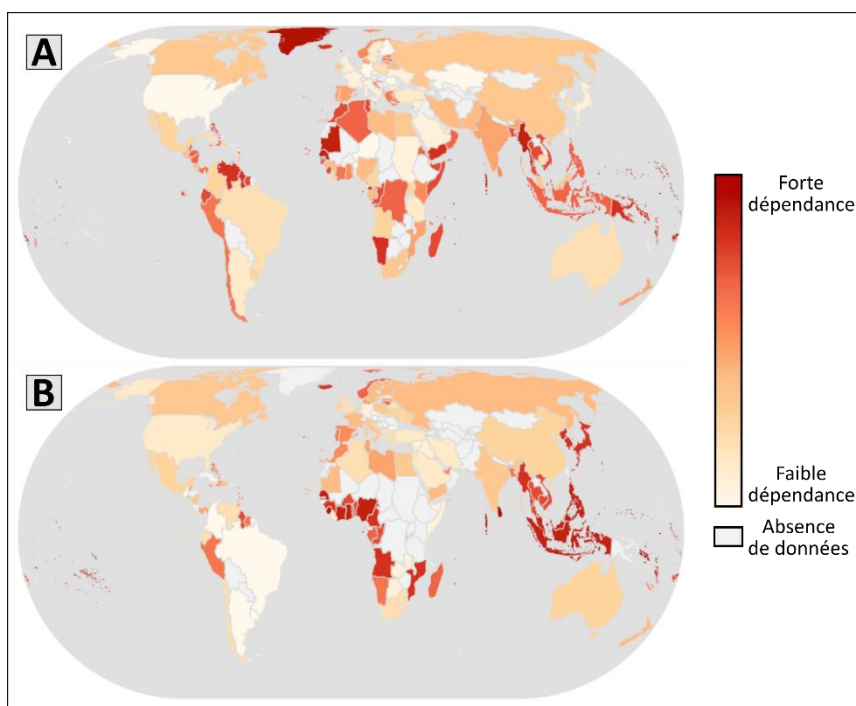 A
B
Forte
dépendance
Faible
dépendance
Absence
de données